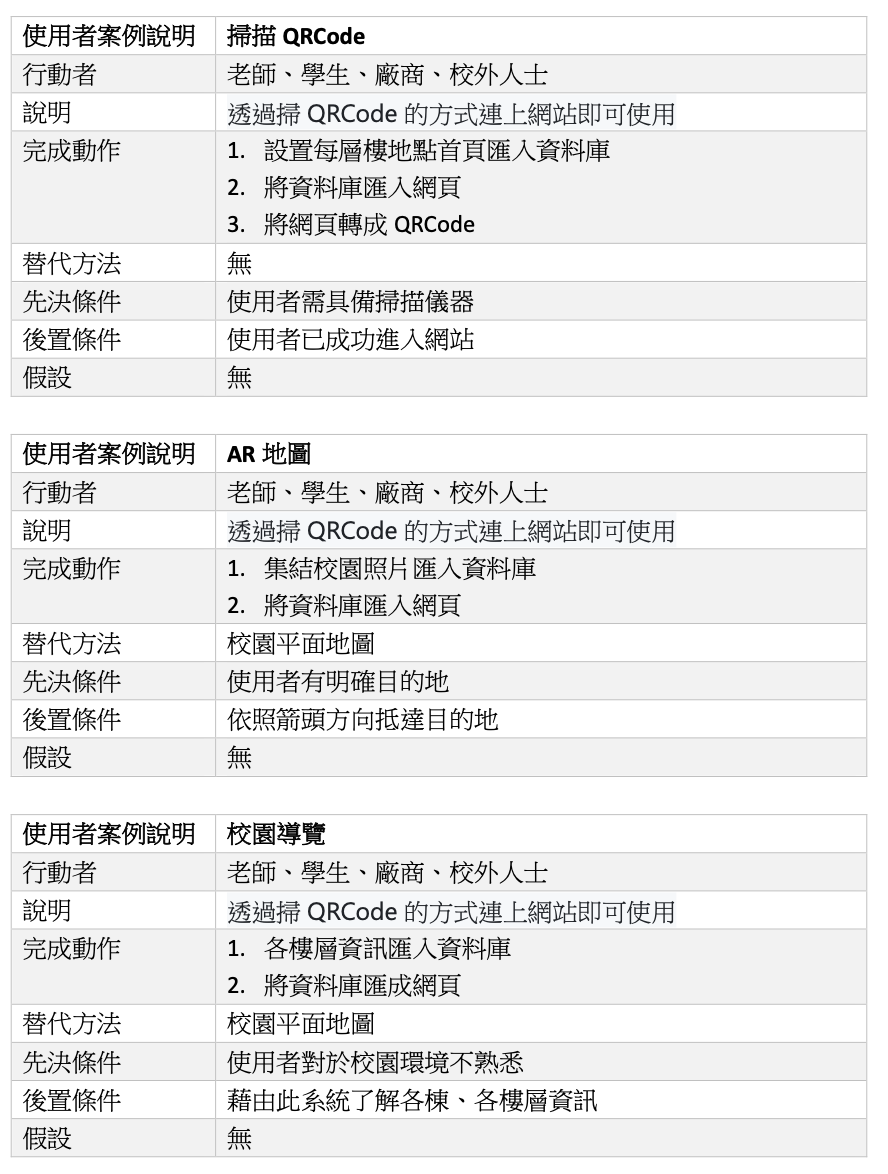 使用者案例說明 掃描 QRCode
行動者 老師、學生、廠商、校外人士
說明 透過掃 QRCode 的方式連上網站即可使用
完成動作 1. 設置每層樓地點首頁匯入資料庫
2. 將資料庫匯入網頁
3. 將網頁轉成 QRCode
替代方法 無
先決條件 使用者需具備掃描儀器
後置條件 使用者已成功進入網站
假設 無
使用者案例說明 AR 地圖
行動者 老師、學生、廠商、校外人士
說明 透過掃 QRCode 的方式連上網站即可使用
完成動作 1. 集結校園照片匯入資料庫
2. 將資料庫匯入網頁
替代方法 校園平面地圖
先決條件 使用者有明確目的地
後置條件 依照箭頭方向抵達目的地
假設 無
使用者案例說明 校園導覽
行動者 老師、學生、廠商、校外人士
說明 透過掃 QRCode 的方式連上網站即可使用
完成動作 1. 各樓層資訊匯入資料庫
2. 將資料庫匯成網頁
替代方法 校園平面地圖
先決條件 使用者對於校園環境不熟悉
後置條件 藉由此系統了解各棟、各樓層資訊
假設 無